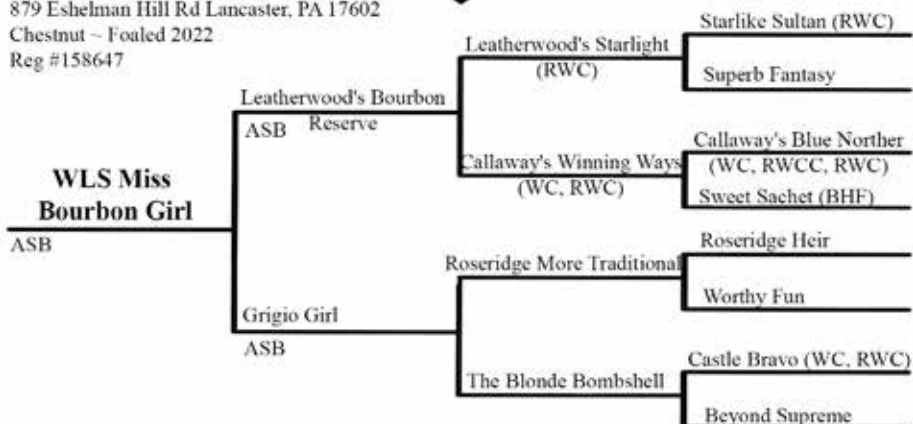 879 Eshelman Hill Rd Lancaster, PA 17602
Chestnut ~ Foaled 2022
Reg #158647
Starlike Sultan (RWC)
Leatherwood's Starlight
(RWC)
Superb Fantasy
Leatherwood's Bourbon
Reserve
ASB
Callaway's Blue Norther
(WC, RWCC, RWC)
Callaway's Winning Ways
(WC, RWC)
Sweet Sachet (BHF)
WLS Miss
Bourbon Girl
ASB
Roseridge Heir
Roseridge More Traditional
Worthy Fun
Grigio Girl
ASB
Castle Bravo (WC, RWC)
The Blonde Bombshell
Beyond Supreme